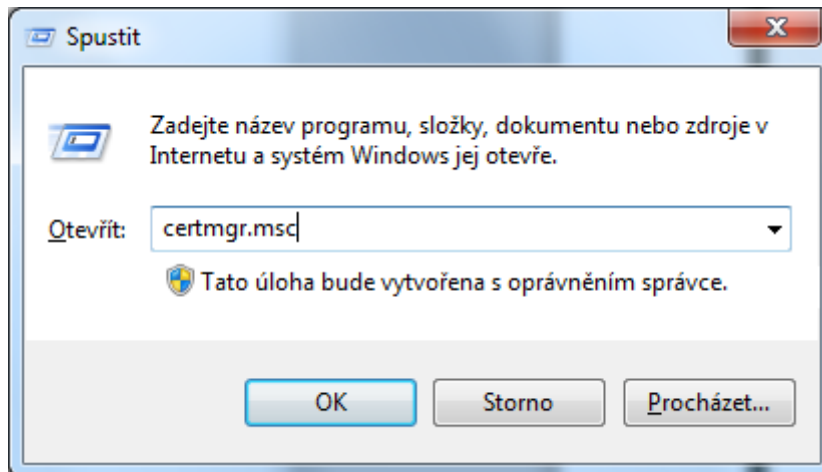 Spustit
Zadejte název programu, složky, dokumentu nebo zdroje v
Internetu a systém Windows jej otevře.
Otevřít: certmgr.msc
Tato úloha bude vytvořena s oprávněním správce.
OK Storno Procházet...